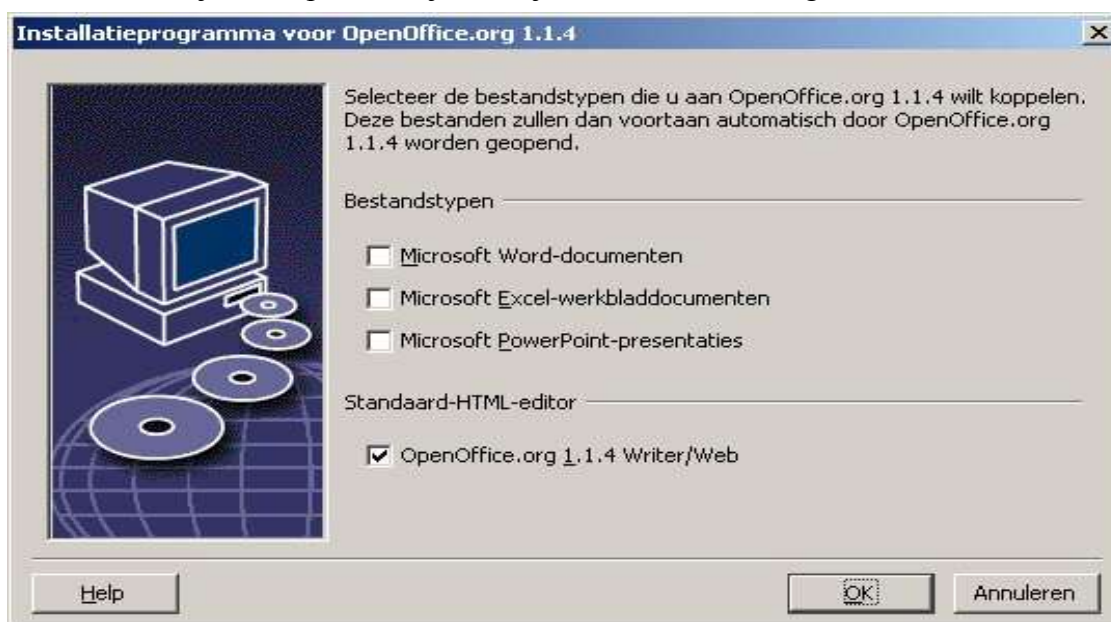 Installatieprogramma voor OpenOffice.org 1.1.4
Selecteer de bestandstypen die u aan OpenOffice.org 1.1.4 wilt koppelen.
Deze bestanden zullen dan voortaan automatisch door OpenOffice.org
1.1.4 worden geopend.
Bestandstypen
Microsoft Word-documenten
Microsoft Excel-werkbladdocumenten
Microsoft PowerPoint-presentaties
Standaard-HTML-editor
OpenOffice.org 1.1.4 Writer/Web
Help
OK
Annuleren